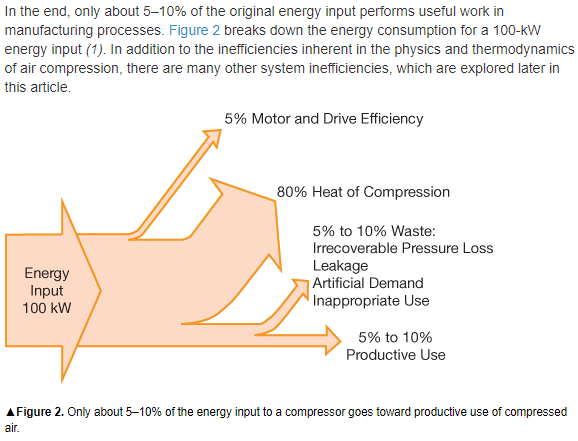 In the end, only about 5–10% of the original energy input performs useful work in
manufacturing processes. Figure 2 breaks down the energy consumption for a 100-kW
energy input (1). In addition to the inefficiencies inherent in the physics and thermodynamics
of air compression, there are many other system inefficiencies, which are explored later in
this article.
5% Motor and Drive Efficiency
80% Heat of Compression
5% to 10% Waste:
Irrecoverable Pressure Loss
Leakage
Artificial Demand
Inappropriate Use
Energy
Input
100 kW
5% to 10%
Productive Use
▲Figure 2. Only about 5–10% of the energy input to a compressor goes toward productive use of compressed
air.